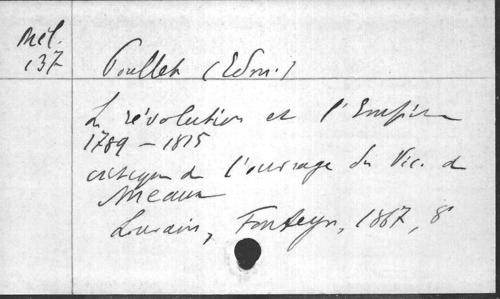 Mél.
137
Poullet (Edm.)
La révolution et l'Empire
1789 - 1815
critique de l'ouvrage du Vic. de
Meaux
Louvain, Fonteyn, 1867, 8°